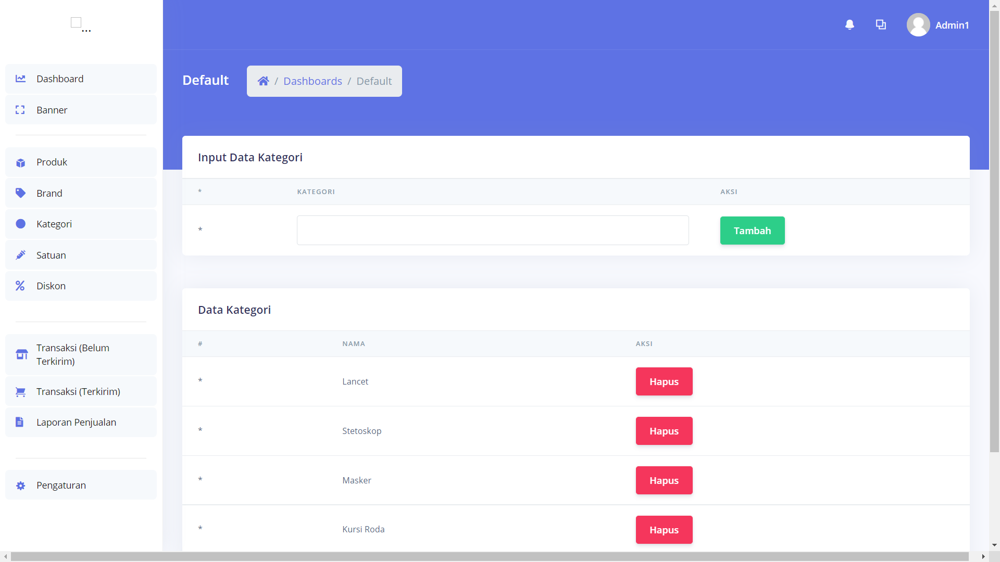 ...
Admin1
Default
/ Dashboards / Default
Dashboard
Banner
Produk
Brand
Kategori
Satuan
Diskon
Transaksi (Belum
Terkirim)
Transaksi (Terkirim)
Laporan Penjualan
Pengaturan
Input Data Kategori
* KATEGORI AKSI
* Tambah
Data Kategori
# NAMA AKSI
* Lancet Hapus
* Stetoskop Hapus
* Masker Hapus
* Kursi Roda Hapus